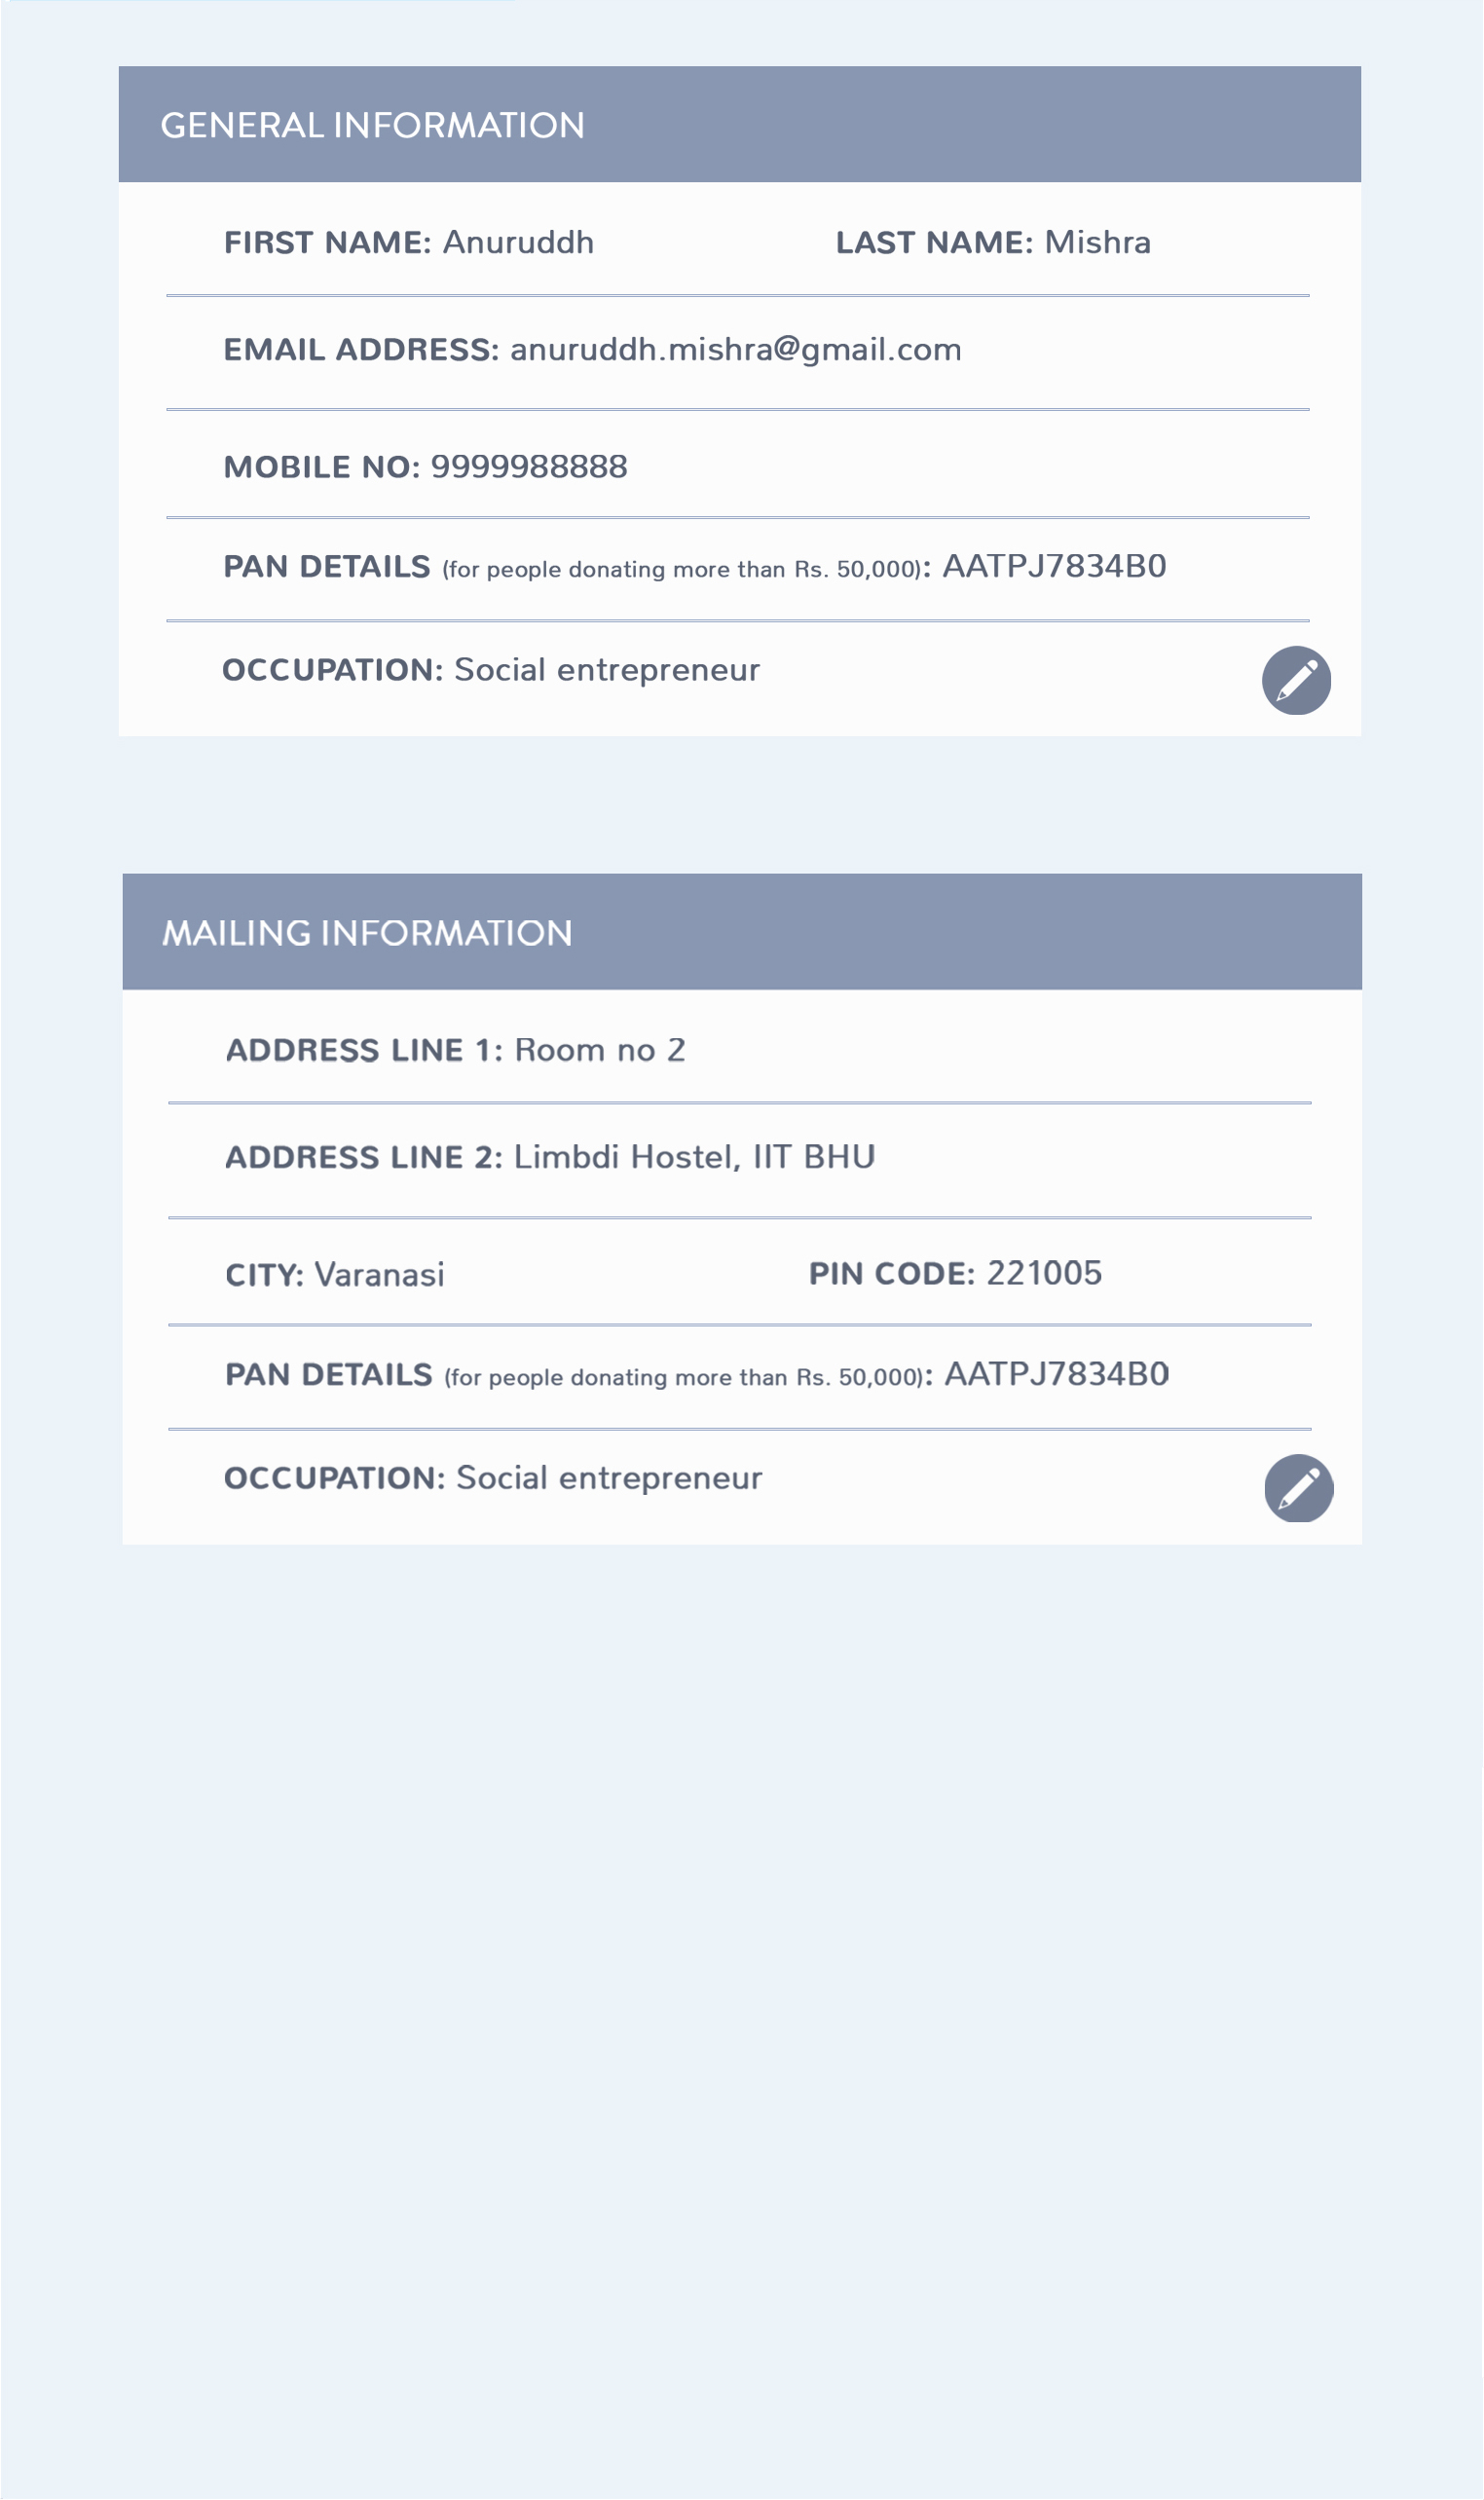 GENERAL INFORMATION
FIRST NAME: Anuruddh LAST NAME: Mishra
EMAIL ADDRESS: anuruddh.mishra@gmail.com
MOBILE NO: 9999988888
PAN DETAILS (for people donating more than Rs. 50,000): AATPJ7834B0
OCCUPATION: Social entrepreneur
MAILING INFORMATION
ADDRESS LINE 1: Room no 2
ADDRESS LINE 2: Limbdi Hostel, IIT BHU
CITY: Varanasi PIN CODE: 221005
PAN DETAILS (for people donating more than Rs. 50,000): AATPJ7834B0
OCCUPATION: Social entrepreneur